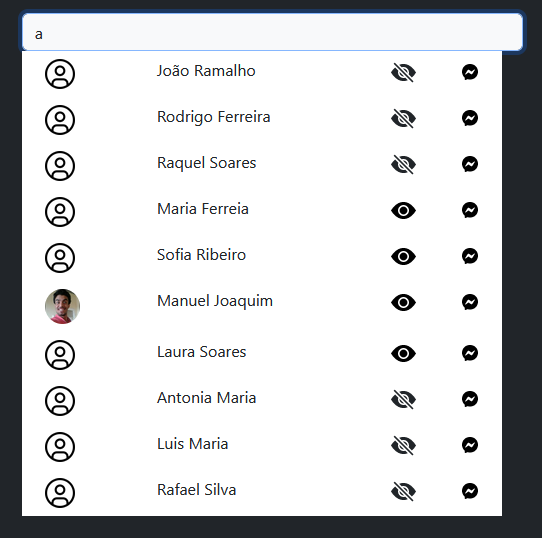 a
João Ramalho
Rodrigo Ferreira
Raquel Soares
Maria Ferreia
Sofia Ribeiro
Manuel Joaquim
Laura Soares
Antonia Maria
Luis Maria
Rafael Silva